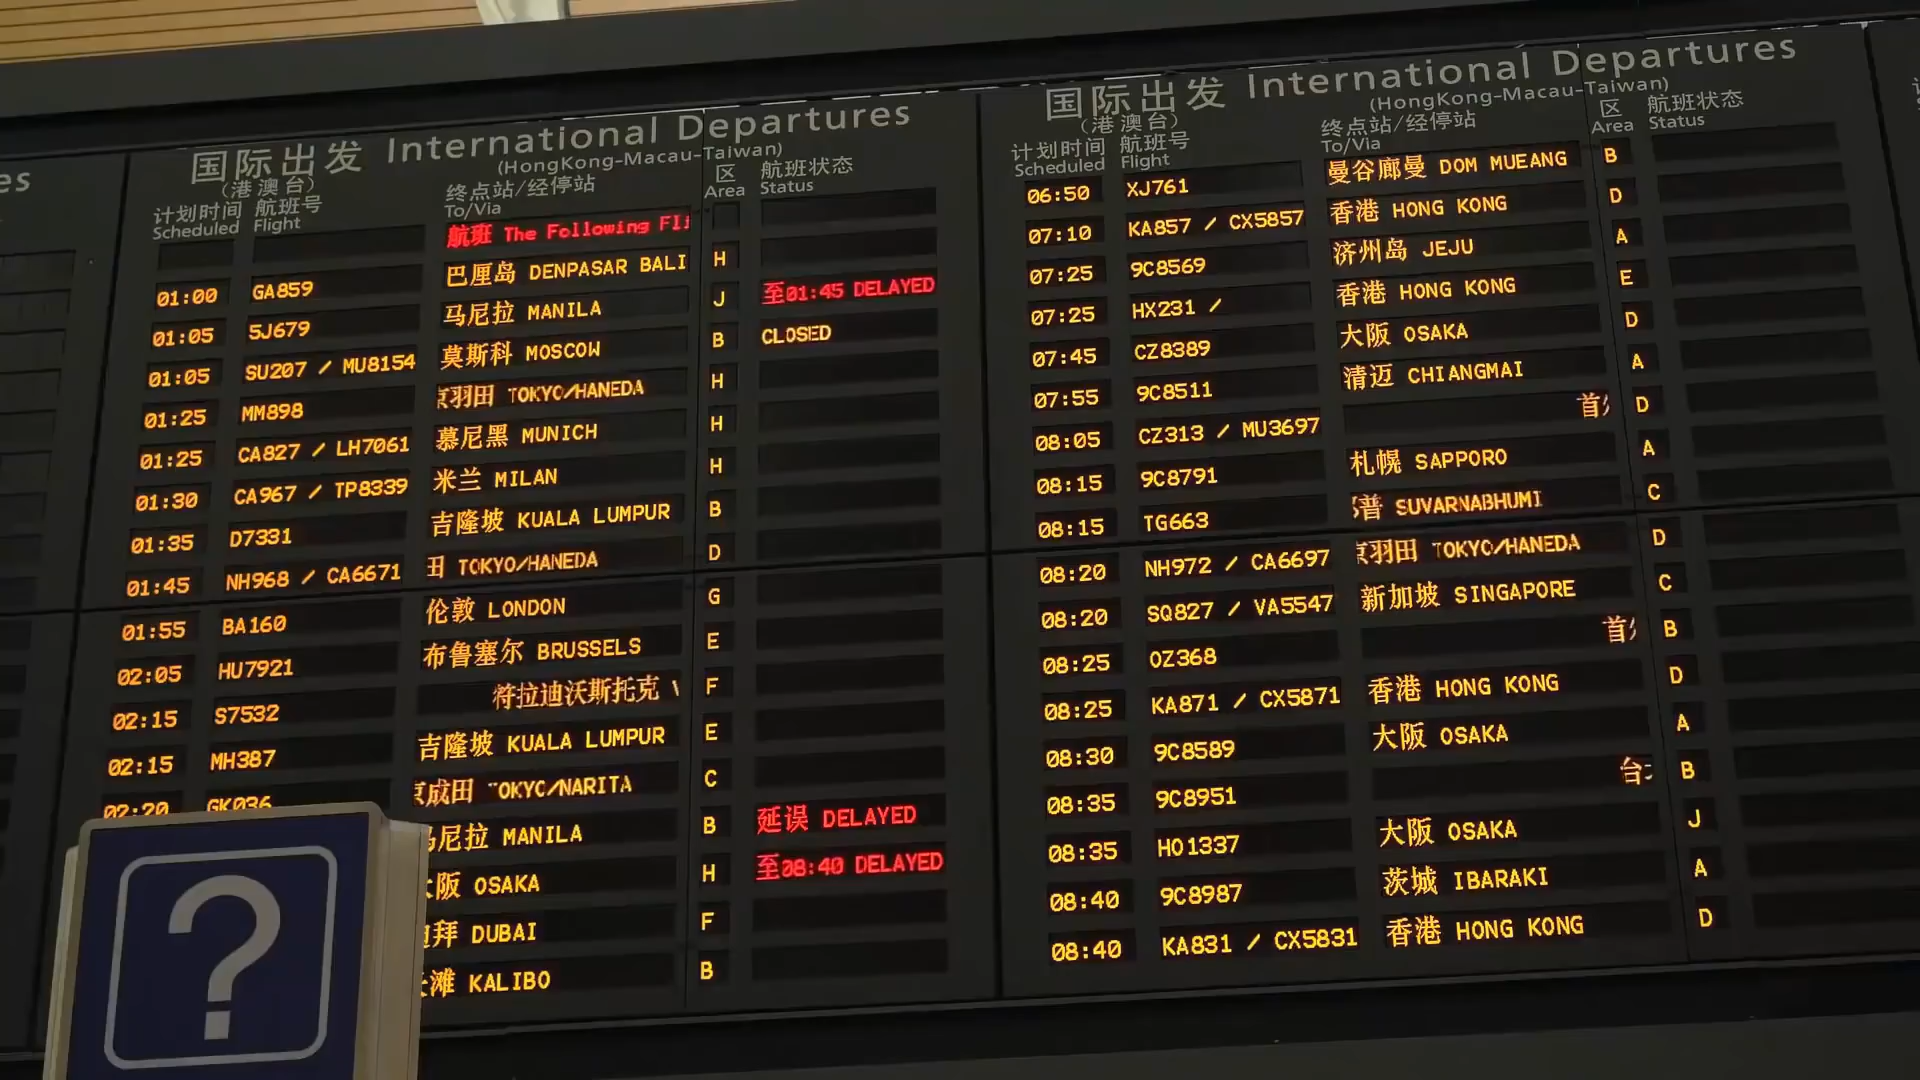 国际出发 International Departures
(港澳台) (HongKong-Macau-Taiwan)
计划时间 航班号 终点站/经停站 区 航班状态
Scheduled Flight To/Via Area Status
航班 The Following
01:00 GA859 巴厘岛 DENPASAR BALI H
01:05 5J679 马尼拉 MANILA J 至01:45 DELAYED
01:05 SU207 / MU8154 莫斯科 MOSCOW B CLOSED
01:25 MM898 羽田 TOKYO/HANEDA H
01:25 CA827 / LH7061 慕尼黑 MUNICH H
01:30 CA967 / TP8339 米兰 MILAN H
01:35 D7331 吉隆坡 KUALA LUMPUR B
01:45 NH968 / CA6671 田 TOKYO/HANEDA D
01:55 BA160 伦敦 LONDON G
02:05 HU7921 布鲁塞尔 BRUSSELS E
02:15 S7532 符拉迪沃斯托克 F
02:15 MH387 吉隆坡 KUALA LUMPUR E
02:20 GK036 成田 TOKYO/NARITA C
马尼拉 MANILA B 延误 DELAYED
阪 OSAKA H 至08:40 DELAYED
拜 DUBAI F
滩 KALIBO B
国际出发 International Departures
(港澳台) (HongKong-Macau-Taiwan)
计划时间 航班号 终点站/经停站 区 航班状态
Scheduled Flight To/Via Area Status
06:50 XJ761 曼谷廊曼 DOM MUEANG B
07:10 KA857 / CX5857 香港 HONG KONG D
07:25 9C8569 济州岛 JEJU A
07:25 HX231 / 香港 HONG KONG E
07:45 CZ8389 大阪 OSAKA D
07:55 9C8511 清迈 CHIANGMAI A
08:05 CZ313 / MU3697 首 D
08:15 9C8791 札幌 SAPPORO A
08:15 TG663 普 SUVARNABHUMI C
08:20 NH972 / CA6697 羽田 TOKYO/HANEDA D
08:20 SQ827 / VA5547 新加坡 SINGAPORE C
08:25 OZ368 首 B
08:25 KA871 / CX5871 香港 HONG KONG D
08:30 9C8589 大阪 OSAKA A
08:35 9C8951 台 B
08:35 HO1337 大阪 OSAKA J
08:40 9C8987 茨城 IBARAKI A
08:40 KA831 / CX5831 香港 HONG KONG D
?